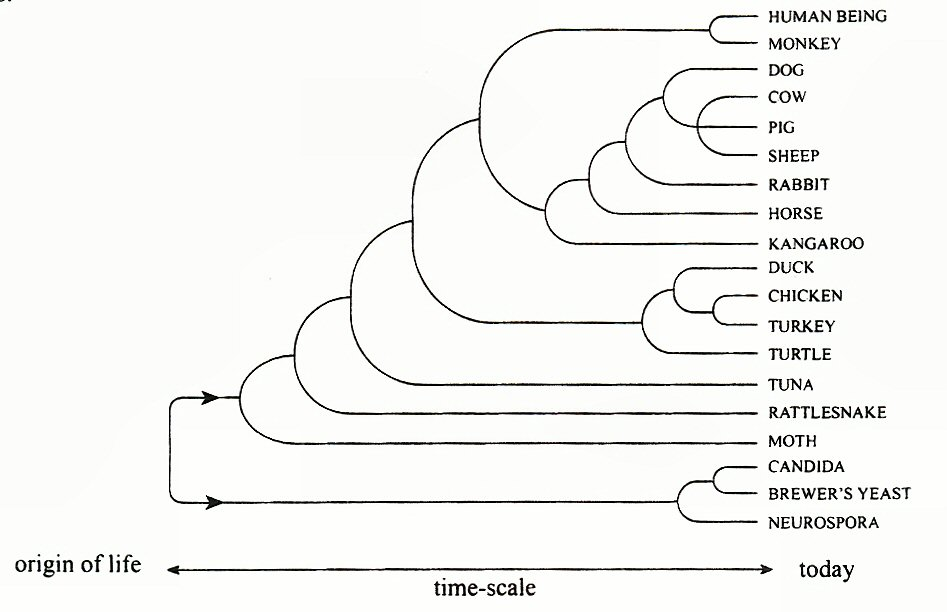 HUMAN BEING
MONKEY
DOG
COW
PIG
SHEEP
RABBIT
HORSE
KANGAROO
DUCK
CHICKEN
TURKEY
TURTLE
TUNA
RATTLESNAKE
MOTH
CANDIDA
BREWER'S YEAST
NEUROSPORA
origin of life
time-scale
today